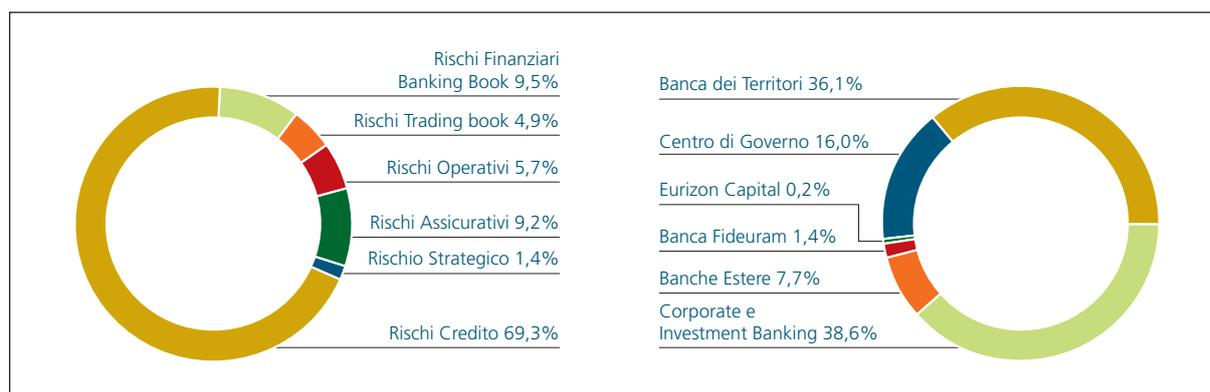 Rischi Finanziari
Banking Book 9,5%
Rischi Trading book 4,9%
Rischi Operativi 5,7%
Rischi Assicurativi 9,2%
Rischio Strategico 1,4%
Rischi Credito 69,3%
Banca dei Territori 36,1%
Centro di Governo 16,0%
Eurizon Capital 0,2%
Banca Fideuram 1,4%
Banche Estere 7,7%
Corporate e
Investment Banking 38,6%